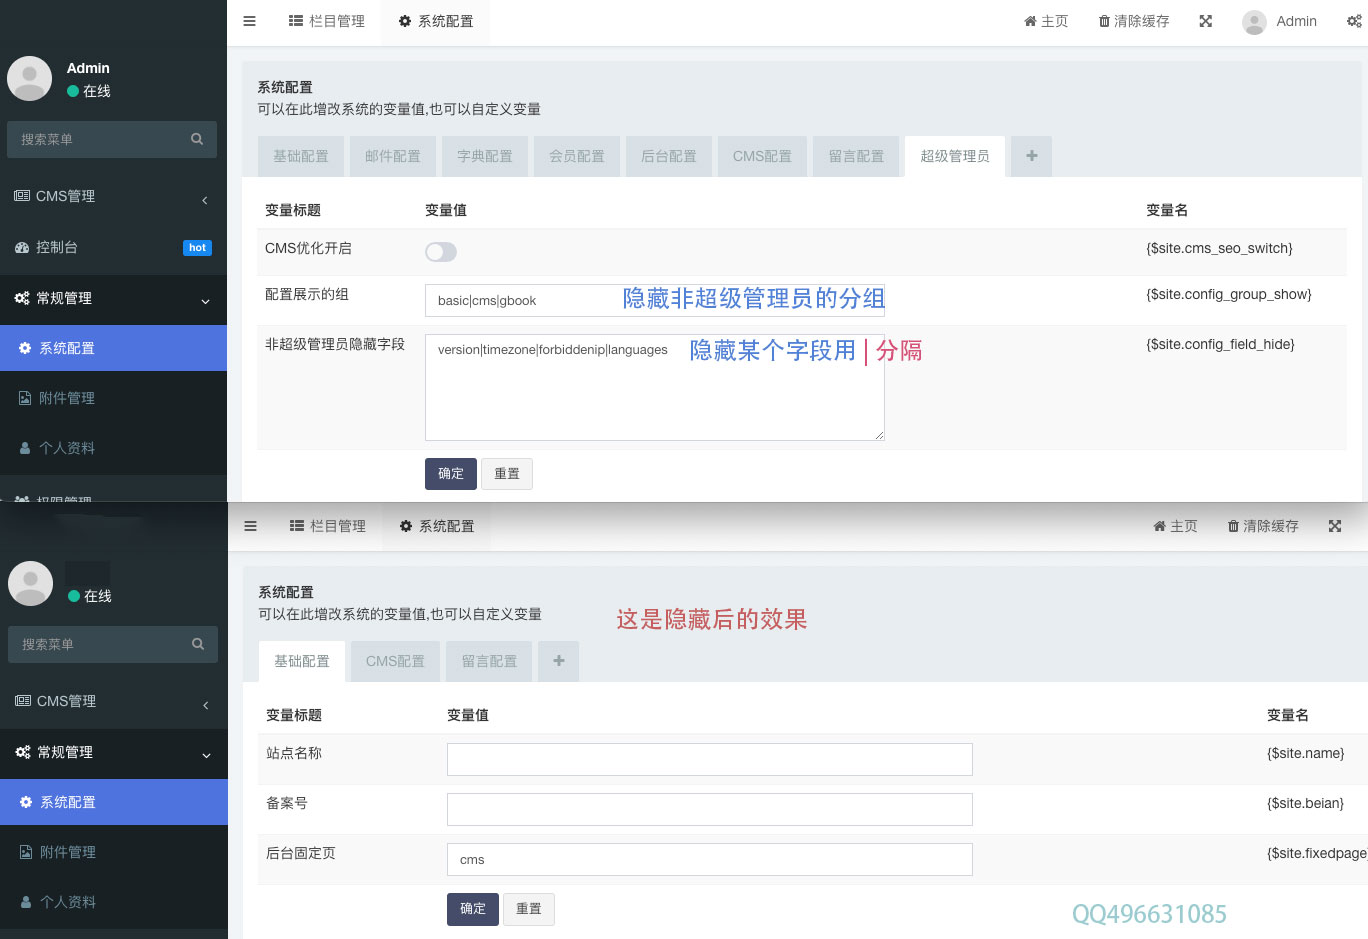 栏目管理
系统配置
主页
清除缓存
Admin
Admin
在线
搜索菜单
CMS管理
控制台 hot
常规管理
系统配置
附件管理
个人资料
权限管理
系统配置
可以在此增改系统的变量值,也可以自定义变量
基础配置 邮件配置 字典配置 会员配置 后台配置 CMS配置 留言配置 超级管理员 +
变量标题 变量值 变量名
CMS优化开启 {$site.cms_seo_switch}
配置展示的组 basic|cms|gbook 隐藏非超级管理员的分组 {$site.config_group_show}
非超级管理员隐藏字段 version|timezone|forbiddenip|languages 隐藏某个字段用 | 分隔 {$site.config_field_hide}
确定 重置
栏目管理
系统配置
主页
清除缓存
在线
搜索菜单
CMS管理
常规管理
系统配置
附件管理
个人资料
系统配置
可以在此增改系统的变量值,也可以自定义变量
这是隐藏后的效果
基础配置 CMS配置 留言配置 +
变量标题 变量值 变量名
站点名称 {$site.name}
备案号 {$site.beian}
后台固定页 cms {$site.fixedpage
确定 重置
QQ496631085